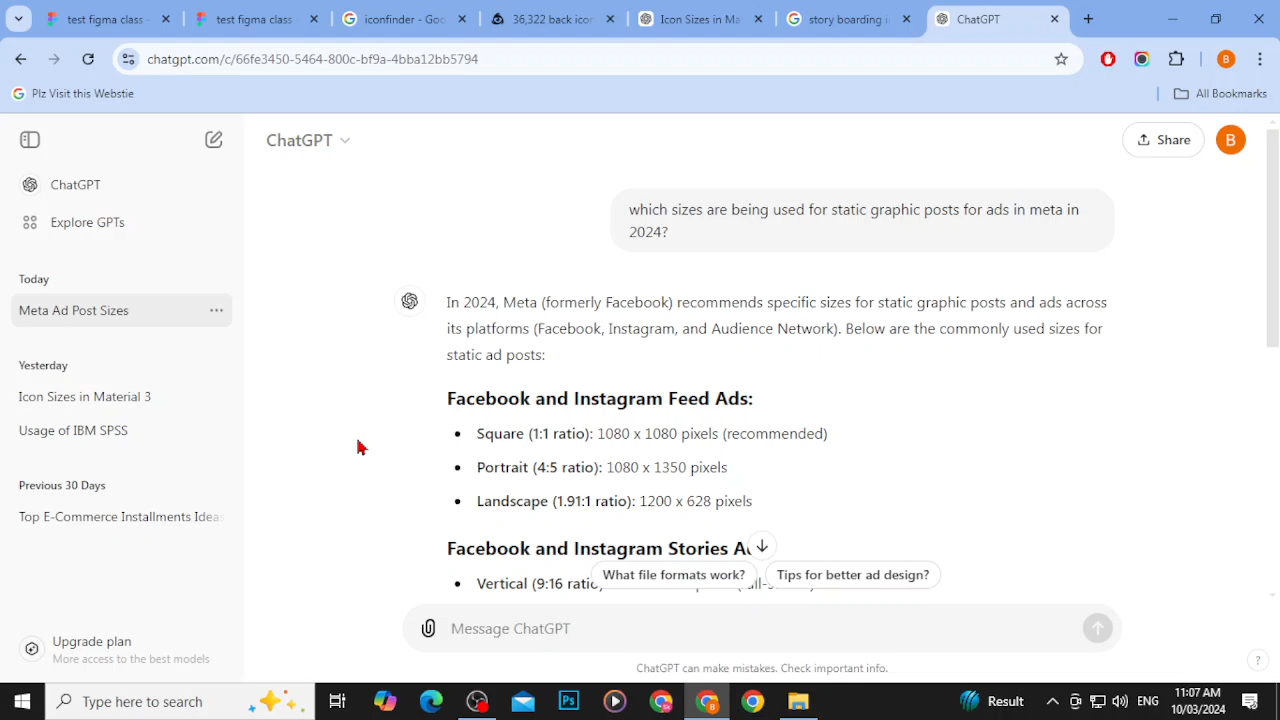 test figma class -
test figma class
iconfinder - Goo
36,322 back icon
Icon Sizes in Ma
story boarding i
ChatGPT
chatgpt.com/c/66fe3450-5464-800c-bf9a-4bba12bb5794
B
Plz Visit this Webstie
All Bookmarks
ChatGPT
Share
B
ChatGPT
Explore GPTs
Today
Meta Ad Post Sizes
Yesterday
Icon Sizes in Material 3
Usage of IBM SPSS
Previous 30 Days
Top E-Commerce Installments Ideas
Upgrade plan
More access to the best models
which sizes are being used for static graphic posts for ads in meta in
2024?
In 2024, Meta (formerly Facebook) recommends specific sizes for static graphic posts and ads across
its platforms (Facebook, Instagram, and Audience Network). Below are the commonly used sizes for
static ad posts:
Facebook and Instagram Feed Ads:
Square (1:1 ratio): 1080 x 1080 pixels (recommended)
Portrait (4:5 ratio): 1080 x 1350 pixels
Landscape (1.91:1 ratio): 1200 x 628 pixels
Facebook and Instagram Stories A
What file formats work?
Tips for better ad design?
Vertical (9:16 ratio
Message ChatGPT
ChatGPT can make mistakes. Check important info.
?
Type here to search
Ps
B
Result
ENG
11:07 AM
10/03/2024